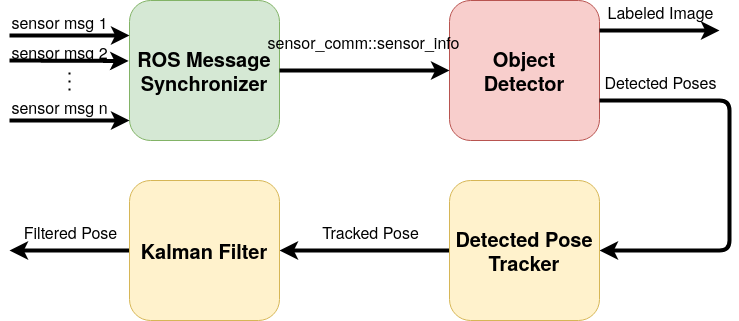 sensor msg 1
sensor msg 2
sensor msg n
ROS Message
Synchronizer
sensor_comm::sensor_info
Object
Detector
Labeled Image
Detected Poses
Detected Pose
Tracker
Tracked Pose
Kalman Filter
Filtered Pose